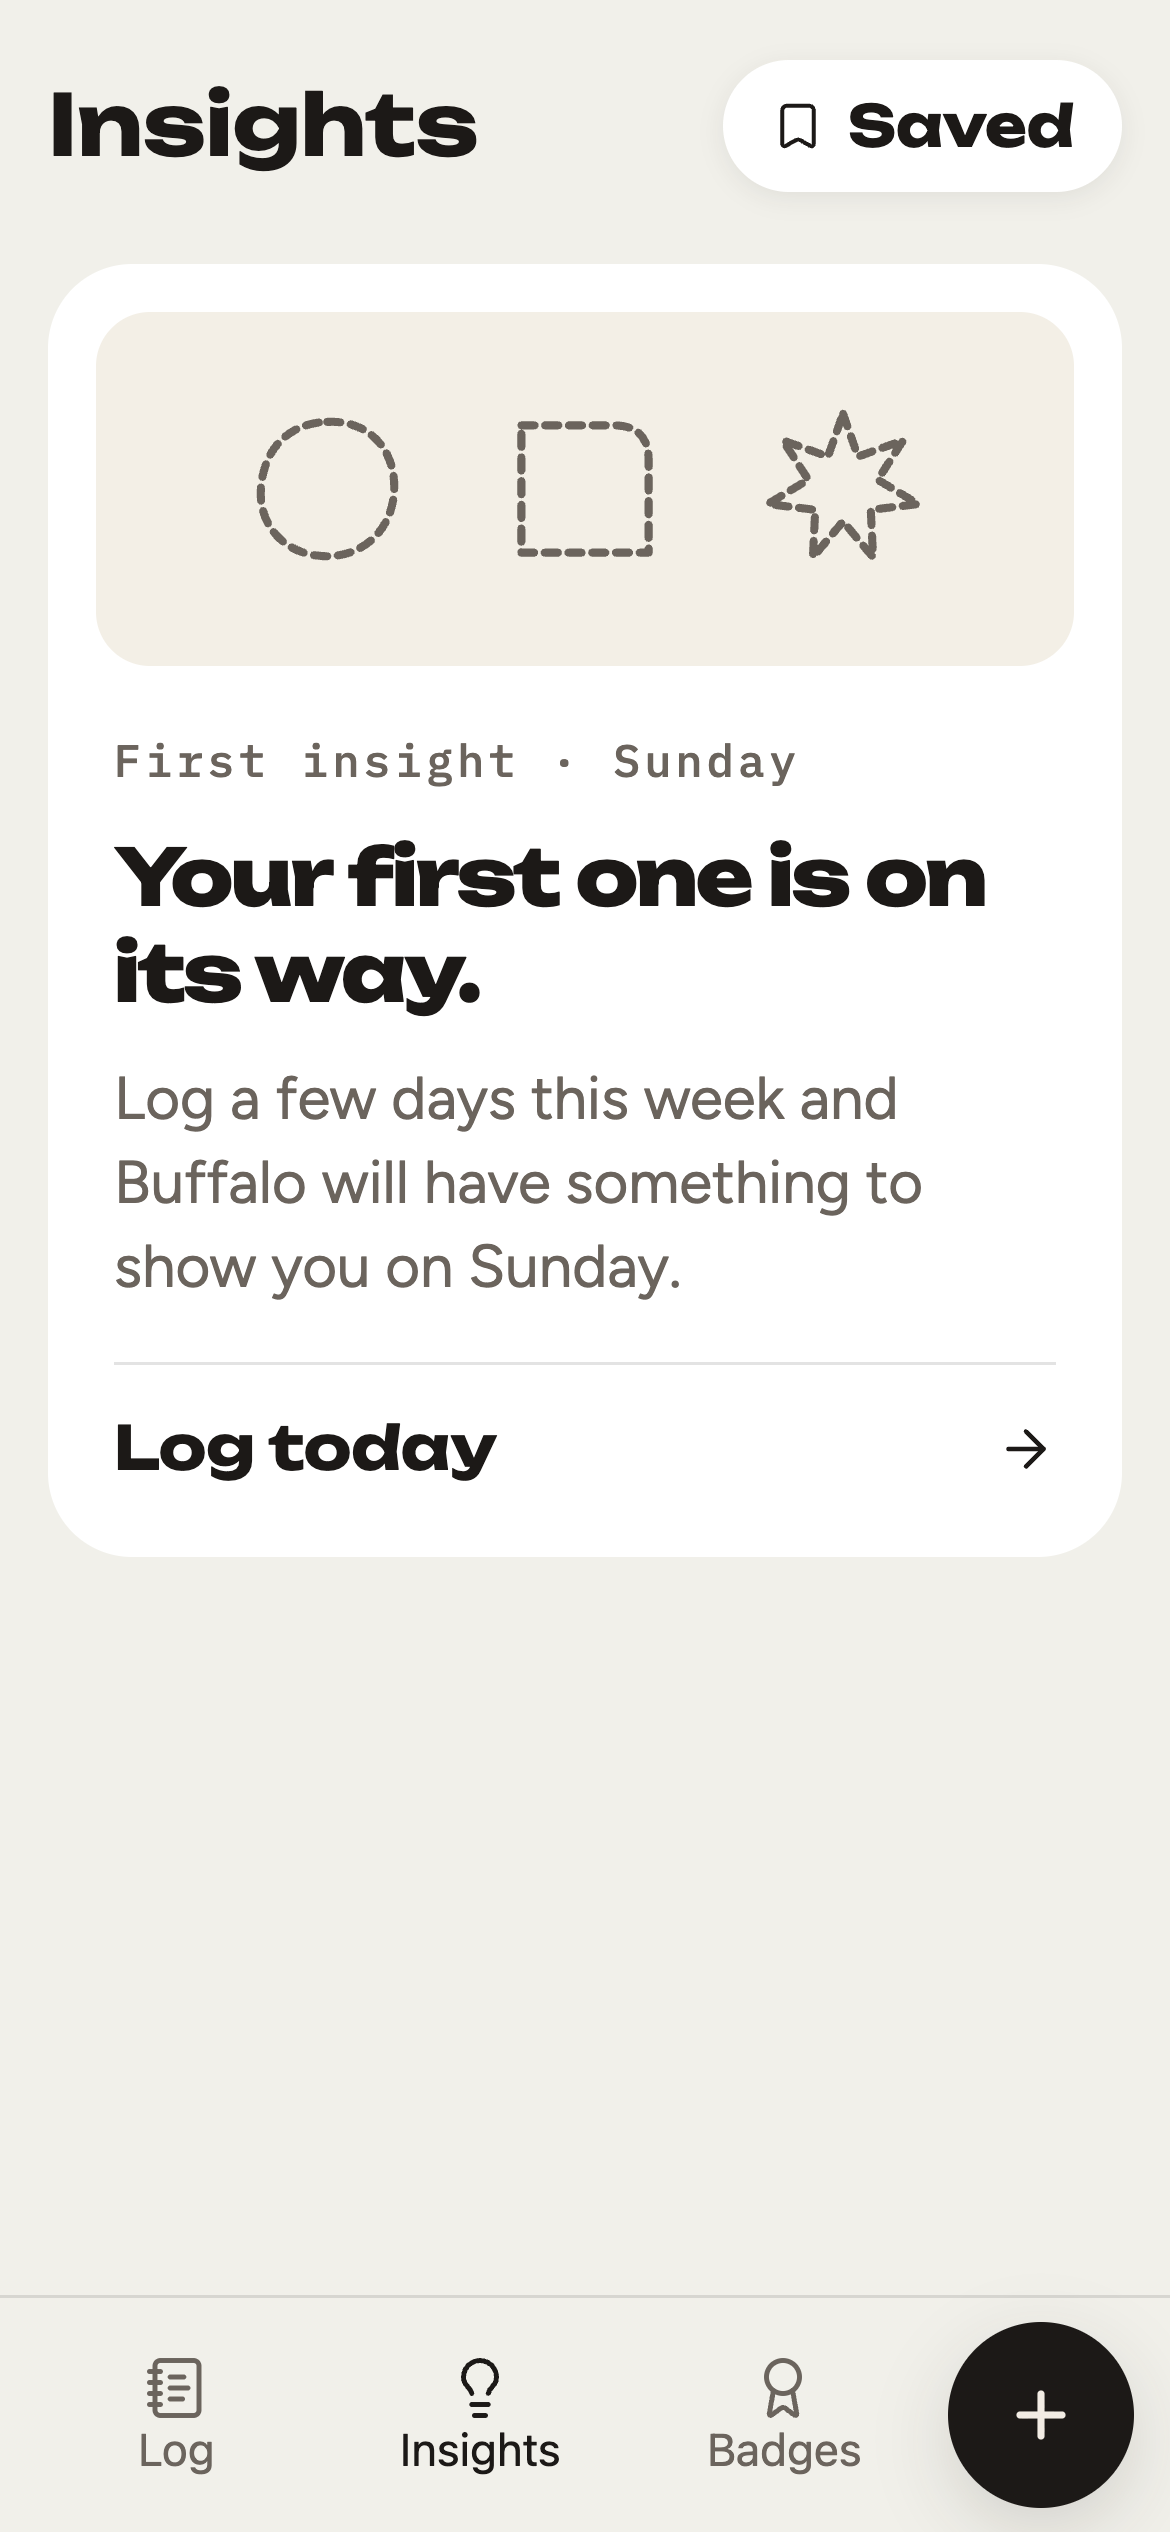 Insights
Saved
First insight · Sunday
Your first one is on
its way.
Log a few days this week and
Buffalo will have something to
show you on Sunday.
Log today
Log
Insights
Badges